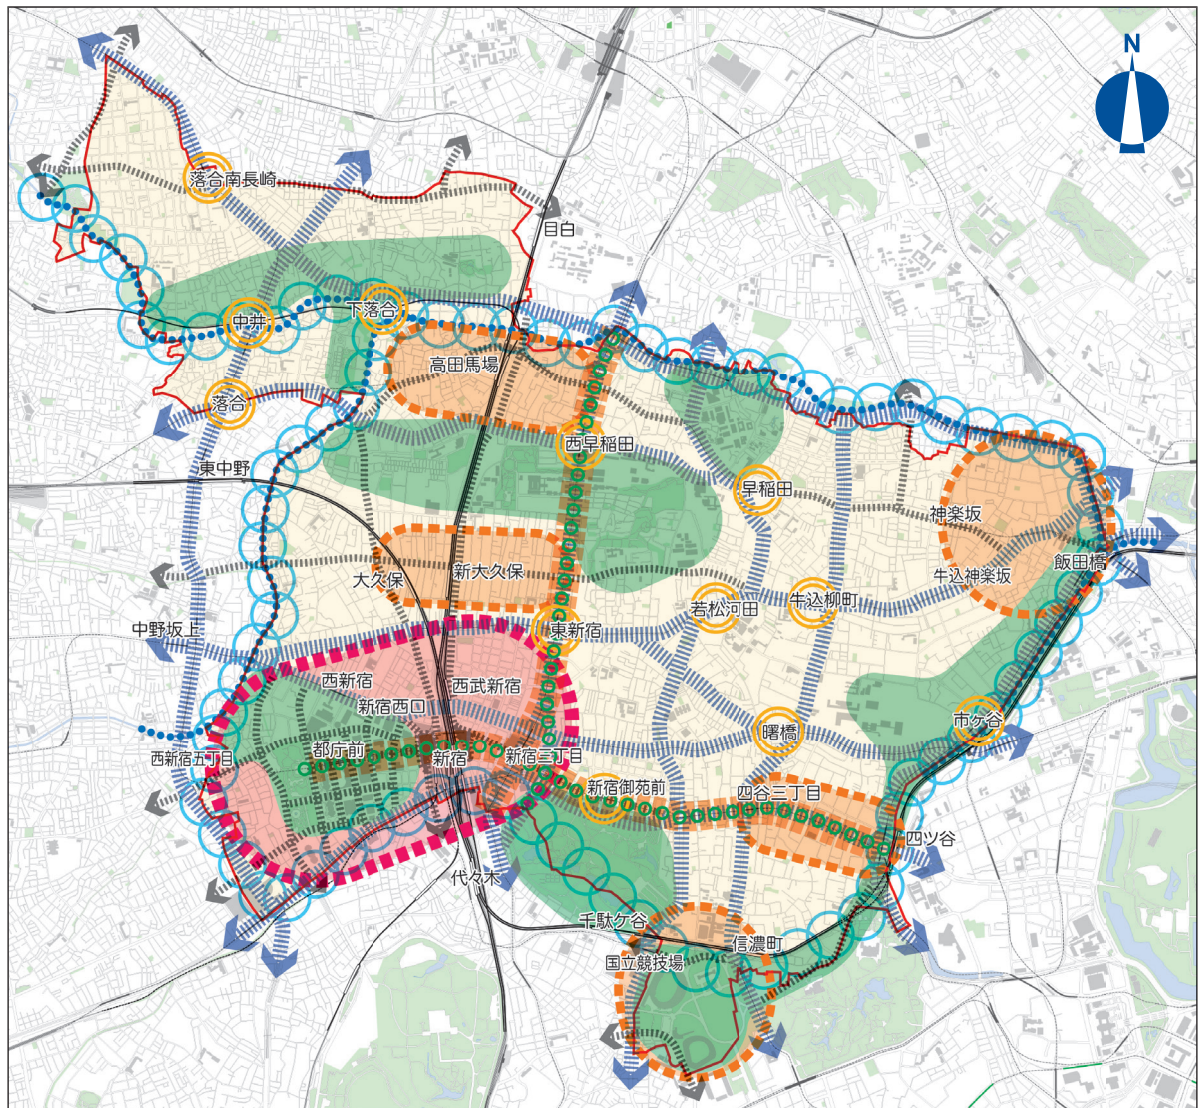 N
落合南長崎
目白
下落合
中井
高田馬場
落合
西早稲田
東中野
早稲田
神楽坂
飯田橋
新大久保
大久保
牛込神楽坂
牛込柳町
若松河田
東新宿
中野坂上
西新宿
西武新宿
新宿西口
市ケ谷
曙橋
都庁前
新宿
新宿三丁目
西新宿五丁目
新宿御苑前
四谷三丁目
四ツ谷
代々木
千駄ケ谷
信濃町
国立競技場